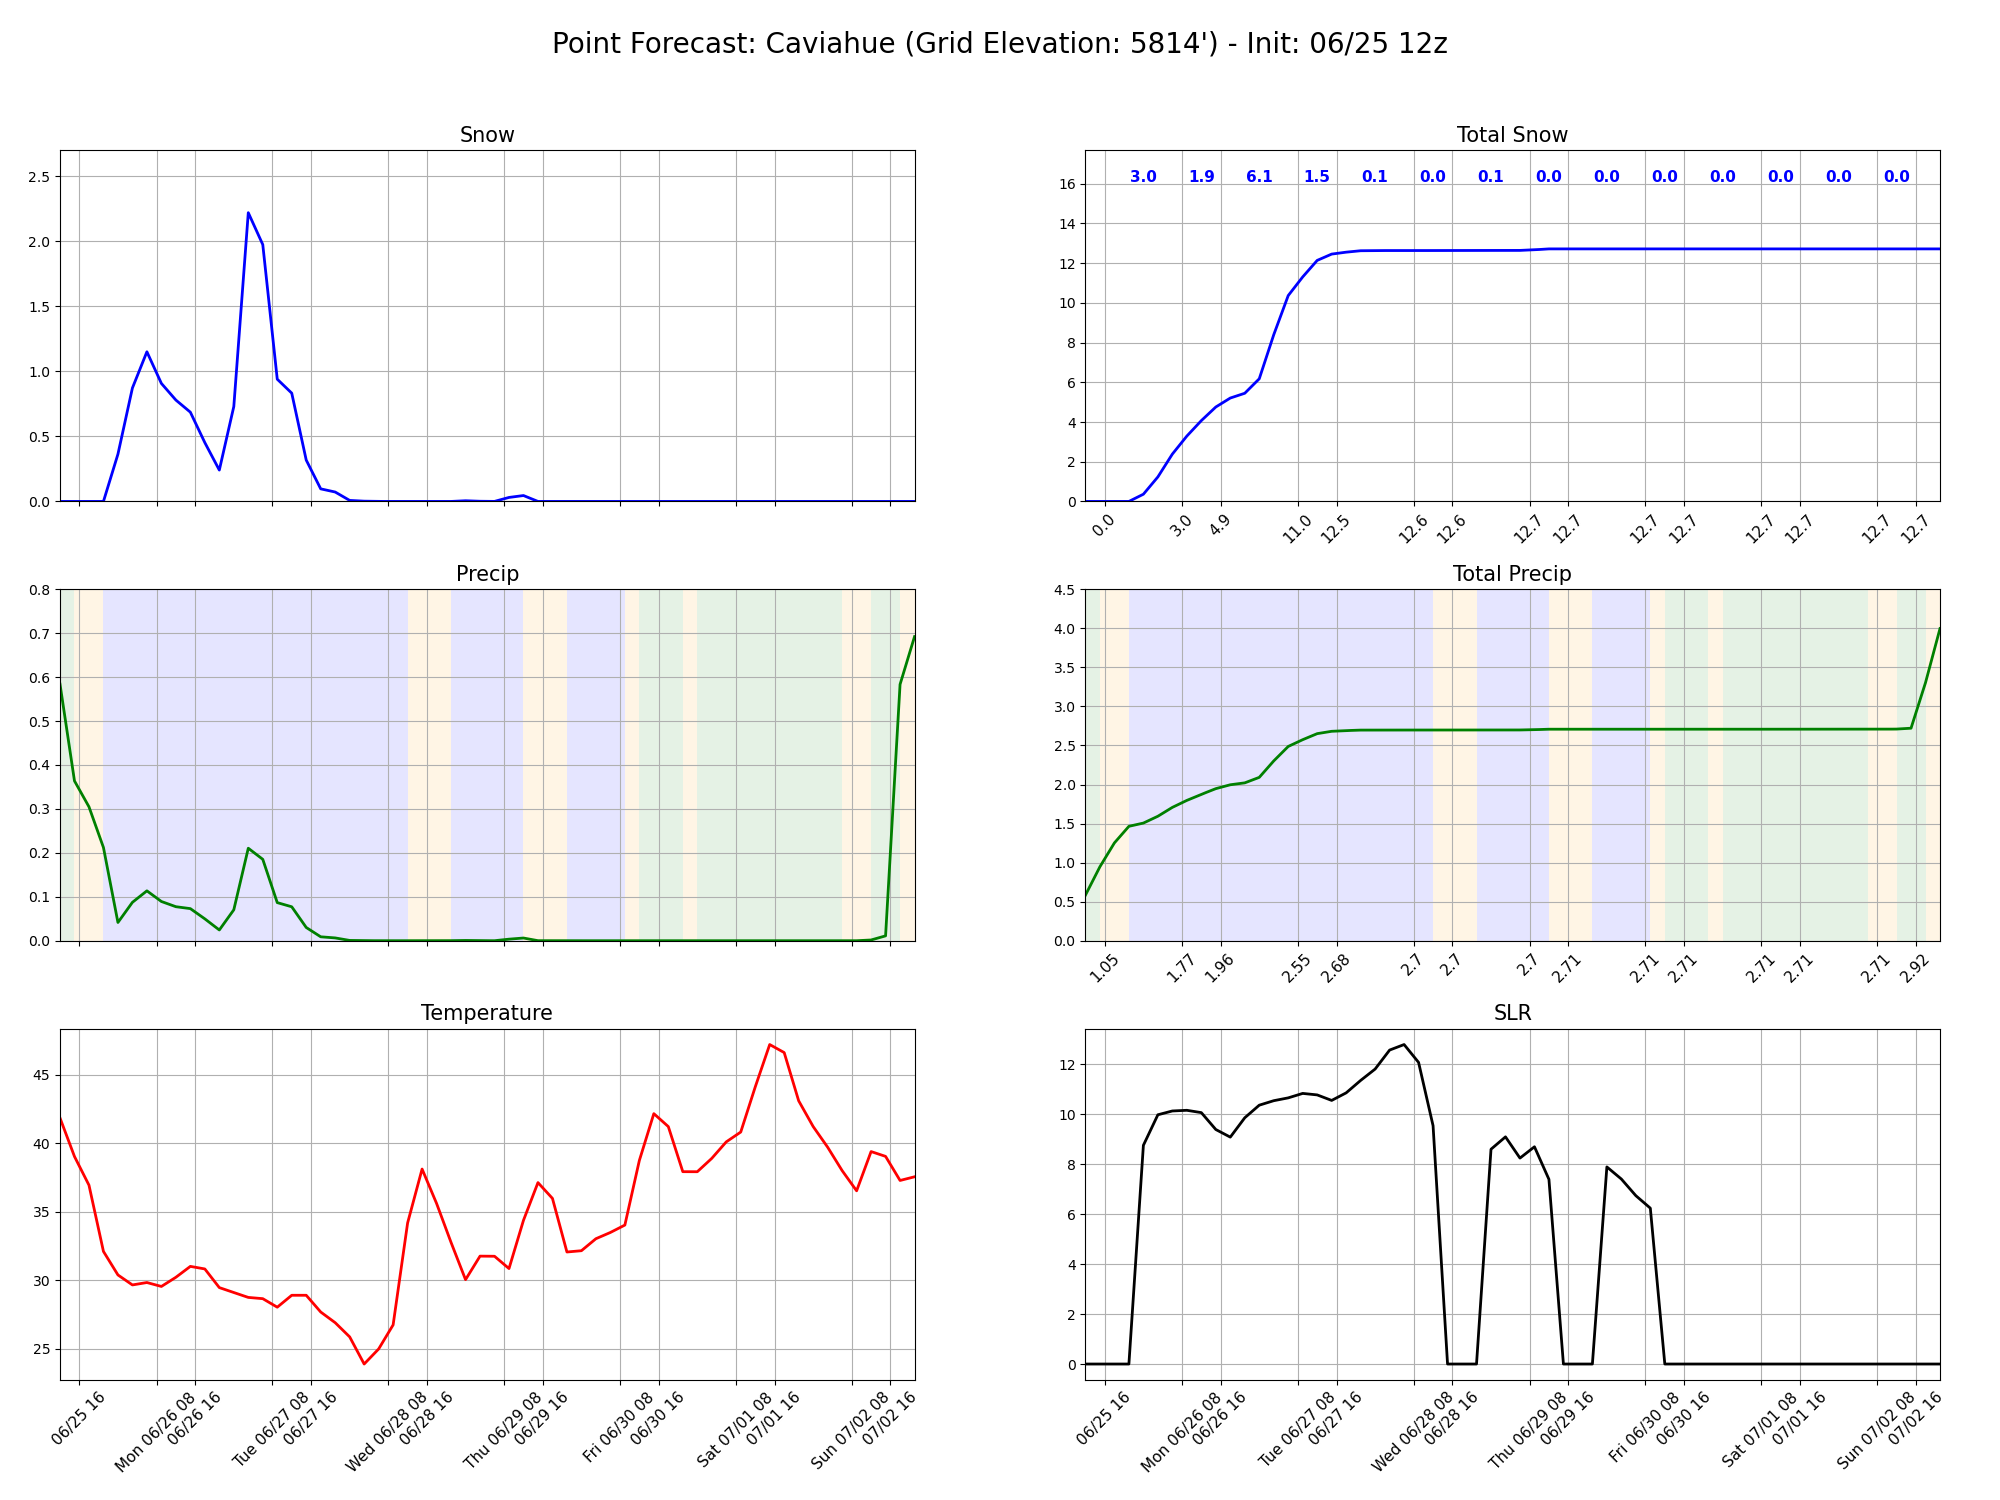 Point Forecast: Caviahue (Grid Elevation: 5814') - Init: 06/25 12z
Snow
2.5
2.0
1.5
1.0
0.5
0.0
Total Snow
3.0 1.9 6.1 1.5 0.1 0.0 0.1 0.0 0.0 0.0 0.0 0.0 0.0 0.0
16
14
12
10
8
6
4
2
0
0.0 3.0 4.9 11.0 12.5 12.6 12.6 12.7 12.7 12.7 12.7 12.7 12.7 12.7 12.7
Precip
0.8
0.7
0.6
0.5
0.4
0.3
0.2
0.1
0.0
Total Precip
4.5
4.0
3.5
3.0
2.5
2.0
1.5
1.0
0.5
0.0
1.05 1.77 1.96 2.55 2.68 2.7 2.7 2.7 2.71 2.71 2.71 2.71 2.71 2.71 2.92
Temperature
45
40
35
30
25
06/25 16
Mon 06/26 08
06/26 16
Tue 06/27 08
06/27 16
Wed 06/28 08
06/28 16
Thu 06/29 08
06/29 16
Fri 06/30 08
06/30 16
Sat 07/01 08
07/01 16
Sun 07/02 08
07/02 16
SLR
12
10
8
6
4
2
0
06/25 16
Mon 06/26 08
06/26 16
Tue 06/27 08
06/27 16
Wed 06/28 08
06/28 16
Thu 06/29 08
06/29 16
Fri 06/30 08
06/30 16
Sat 07/01 08
07/01 16
Sun 07/02 08
07/02 16